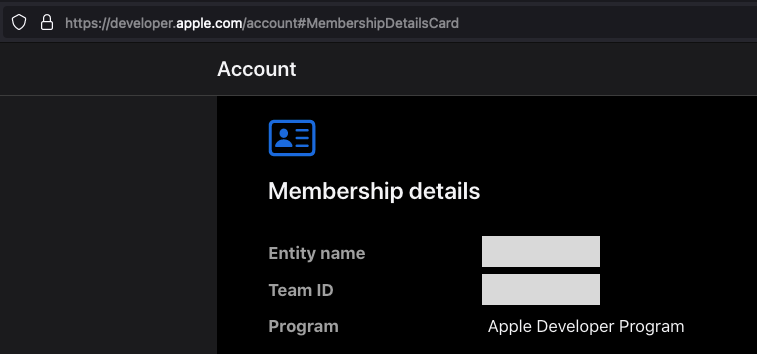 https://developer.apple.com/account#MembershipDetailsCard
Account
Membership details
Entity name
Team ID
Program Apple Developer Program